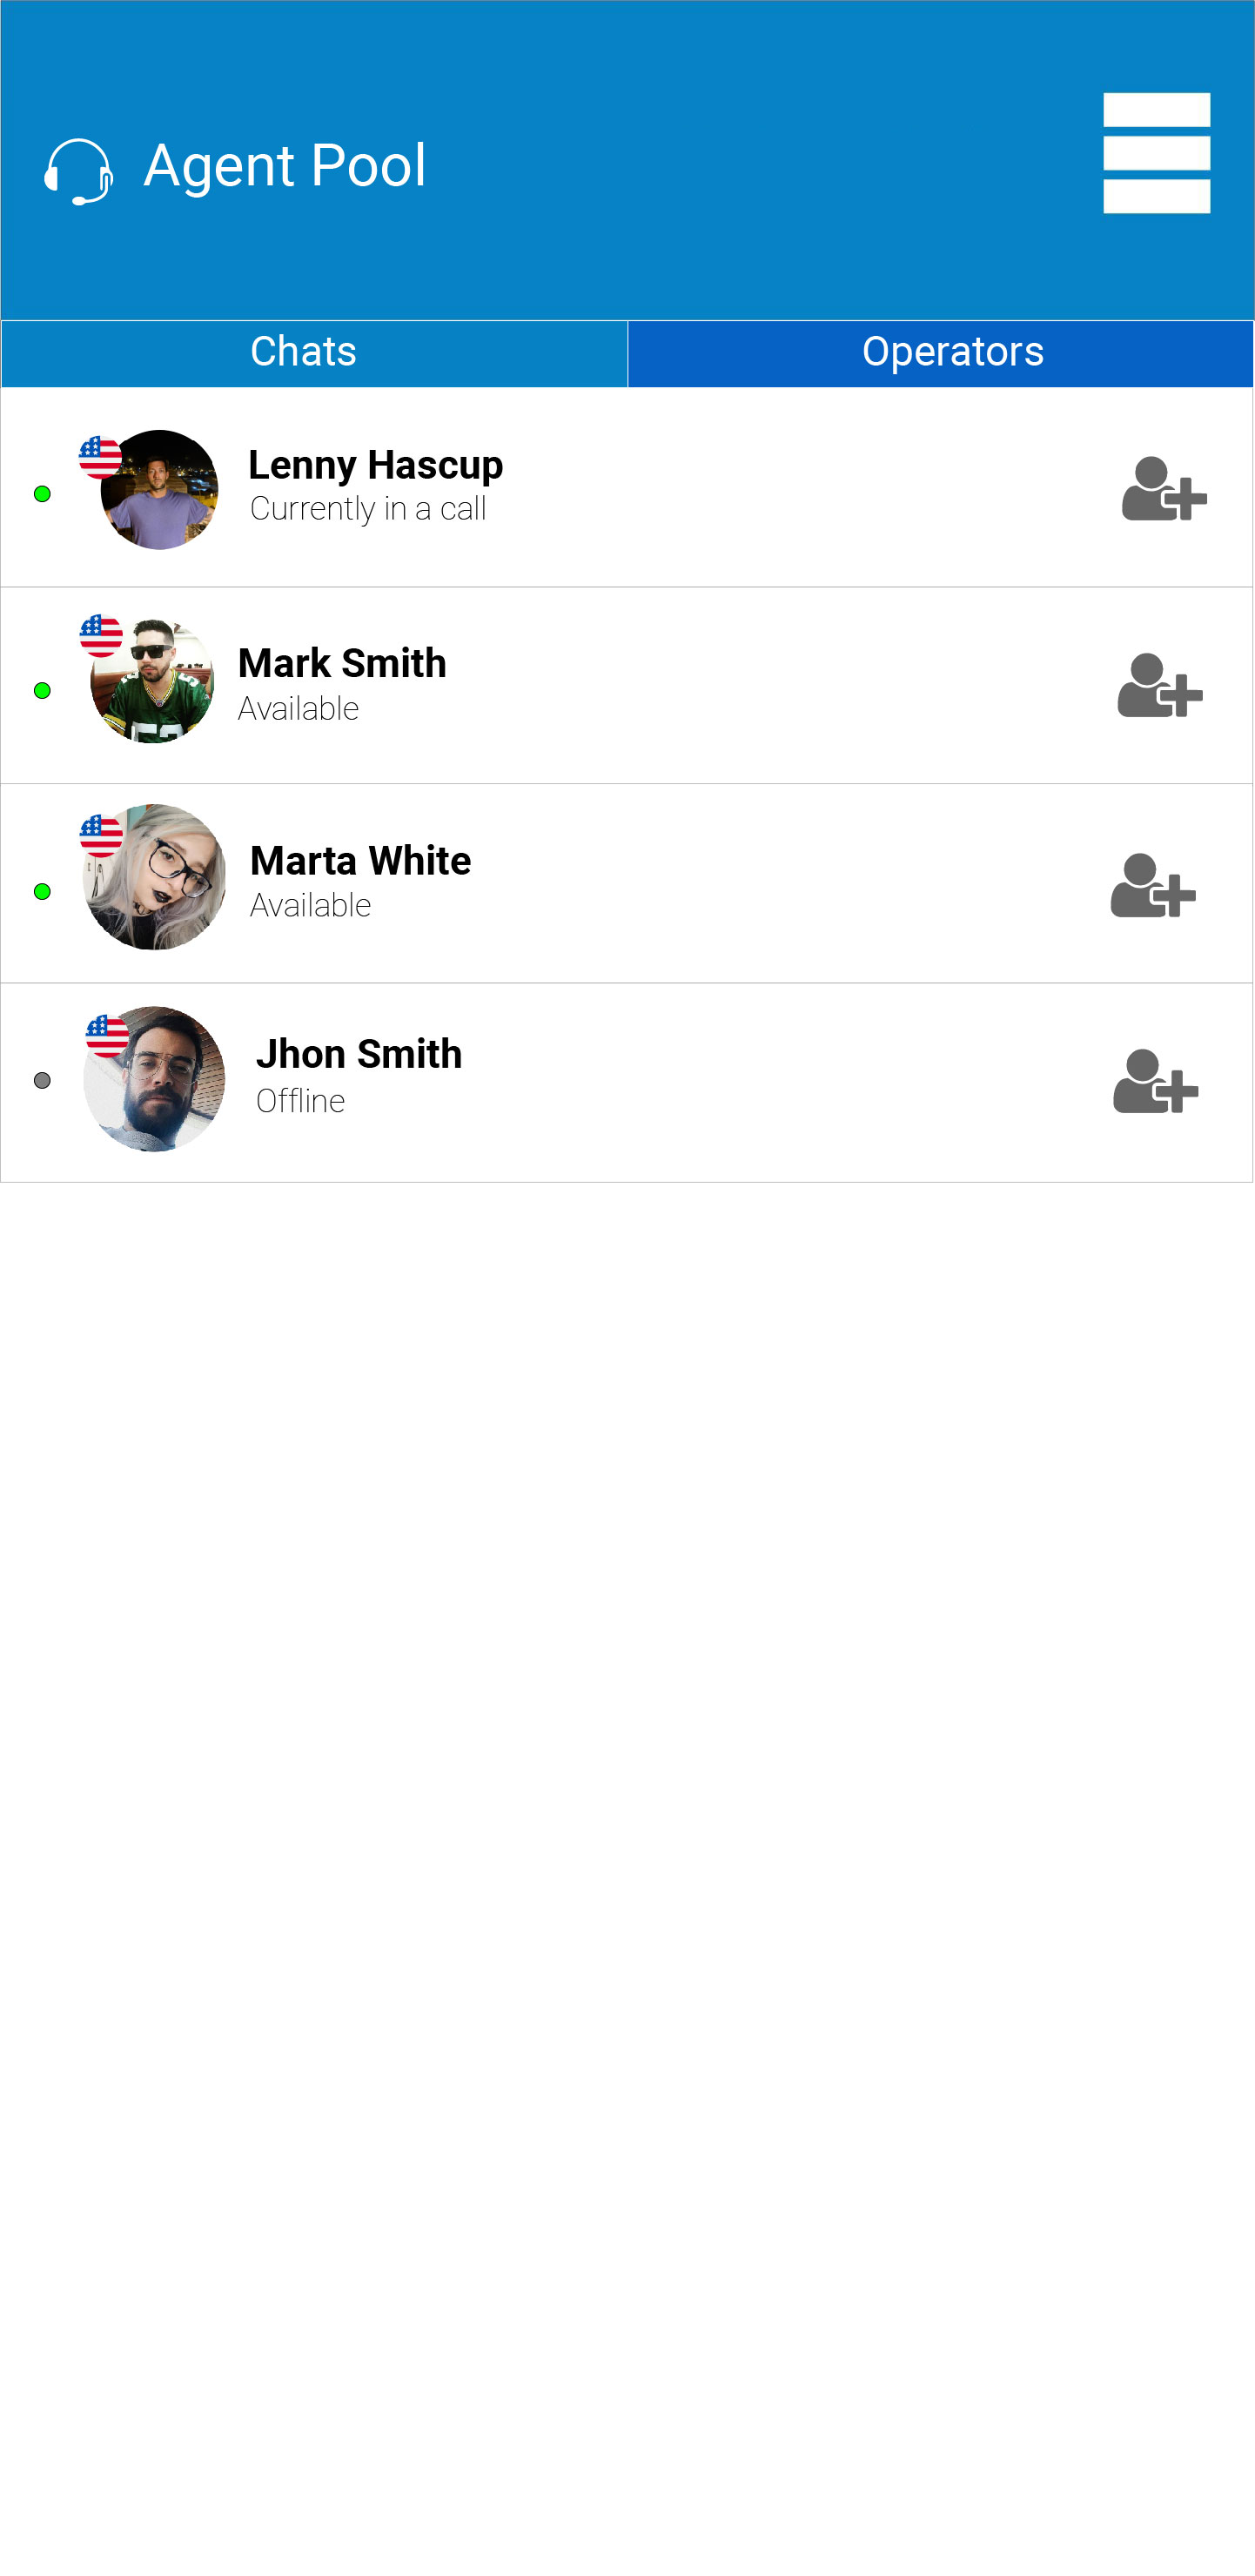 Agent Pool
Chats
Operators
Lenny Hascup
Currently in a call
Mark Smith
Available
Marta White
Available
Jhon Smith
Offline